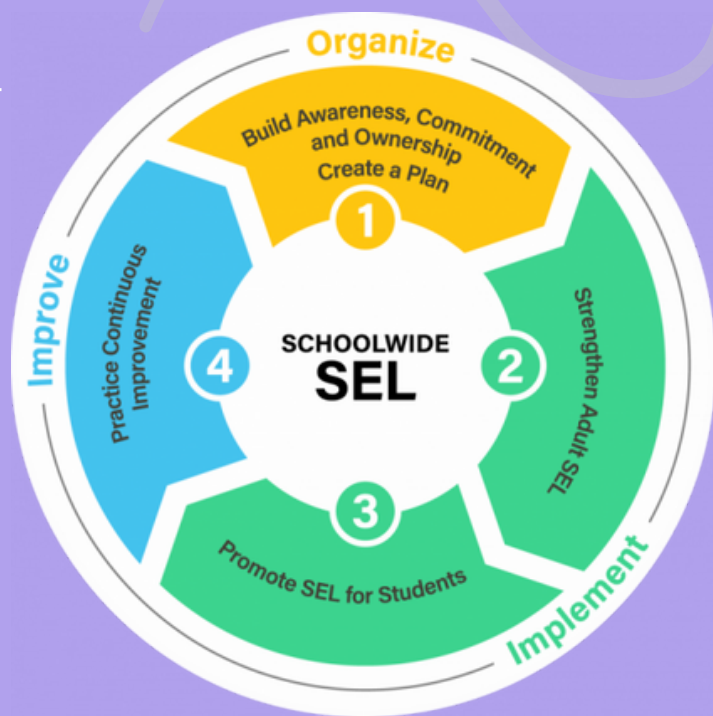 Organize
Build Awareness, Commitment
and Ownership
Create a Plan
1
Strengthen Adult SEL
2
Implement
Promote SEL for Students
3
Improve
Practice Continuous
Improvement
4
SCHOOLWIDE
SEL